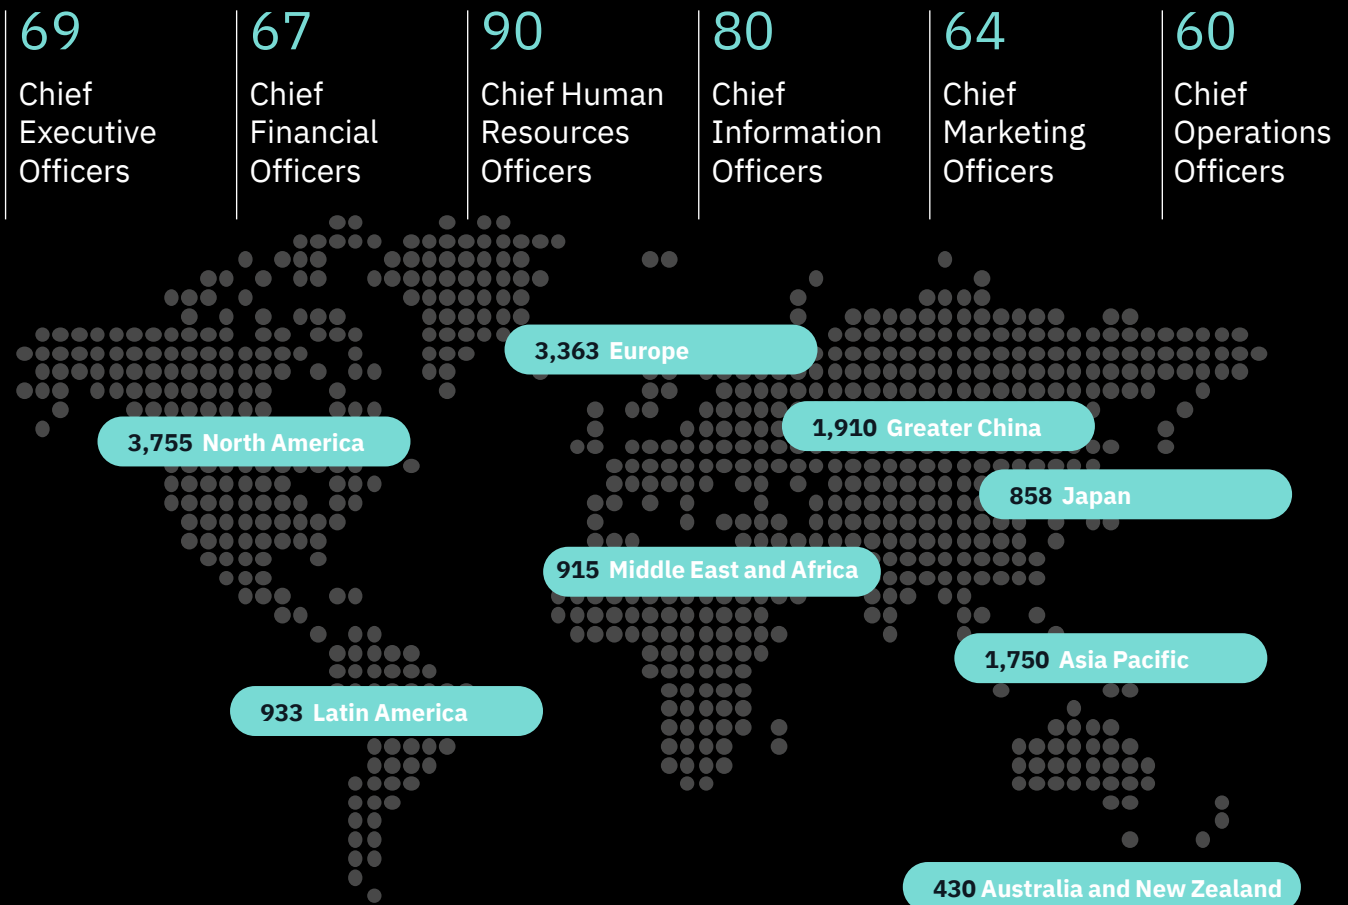 69
Chief
Executive
Officers
67
Chief
Financial
Officers
90
Chief Human
Resources
Officers
80
Chief
Information
Officers
64
Chief
Marketing
Officers
60
Chief
Operations
Officers
3,363 Europe
1,910 Greater China
3,755 North America
858 Japan
915 Middle East and Africa
1,750 Asia Pacific
933 Latin America
430 Australia and New Zealand